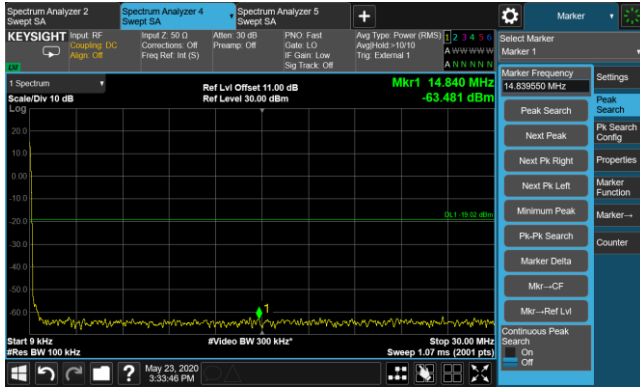 Spectrum Analyzer 2
Swept SA
Spectrum Analyzer 4
Swept SA
Spectrum Analyzer 5
Swept SA
Marker
KEYSIGHT
Input: RF
Coupling: DC
Align: Off
Input Z: 50 Ω
Corrections: Off
Freq Ref: Int (S)
Atten: 30 dB
Preamp: Off
PNO: Fast
Gate: LO
IF Gain: Low
Sig Track: Off
Avg Type: Power (RMS)
Avg|Hold:>10/10
Trig: External 1
1 2 3 4 5 6
A W W W W W
A N N N N N
Select Marker
Marker 1
1 Spectrum
Scale/Div 10 dB
Ref Lvl Offset 11.00 dB
Ref Level 30.00 dBm
Mkr1 14.840 MHz
-63.481 dBm
Marker Frequency
14.839550 MHz
Settings
Peak Search
Next Peak
Next Pk Right
Next Pk Left
Minimum Peak
Pk-Pk Search
Marker Delta
Mkr→CF
Mkr→Ref Lvl
Continuous Peak
Search
On
Off
Peak
Search
Pk Search
Config
Properties
Marker
Function
Marker→
Counter
Log
20.0
10.0
0.00
-10.0
-20.0
-30.0
-40.0
-50.0
-60.0
DL1 -19.02 dBm
1
Start 9 kHz
#Res BW 100 kHz
#Video BW 300 kHz*
Stop 30.00 MHz
Sweep 1.07 ms (2001 pts)
?
May 23, 2020
3:33:46 PM